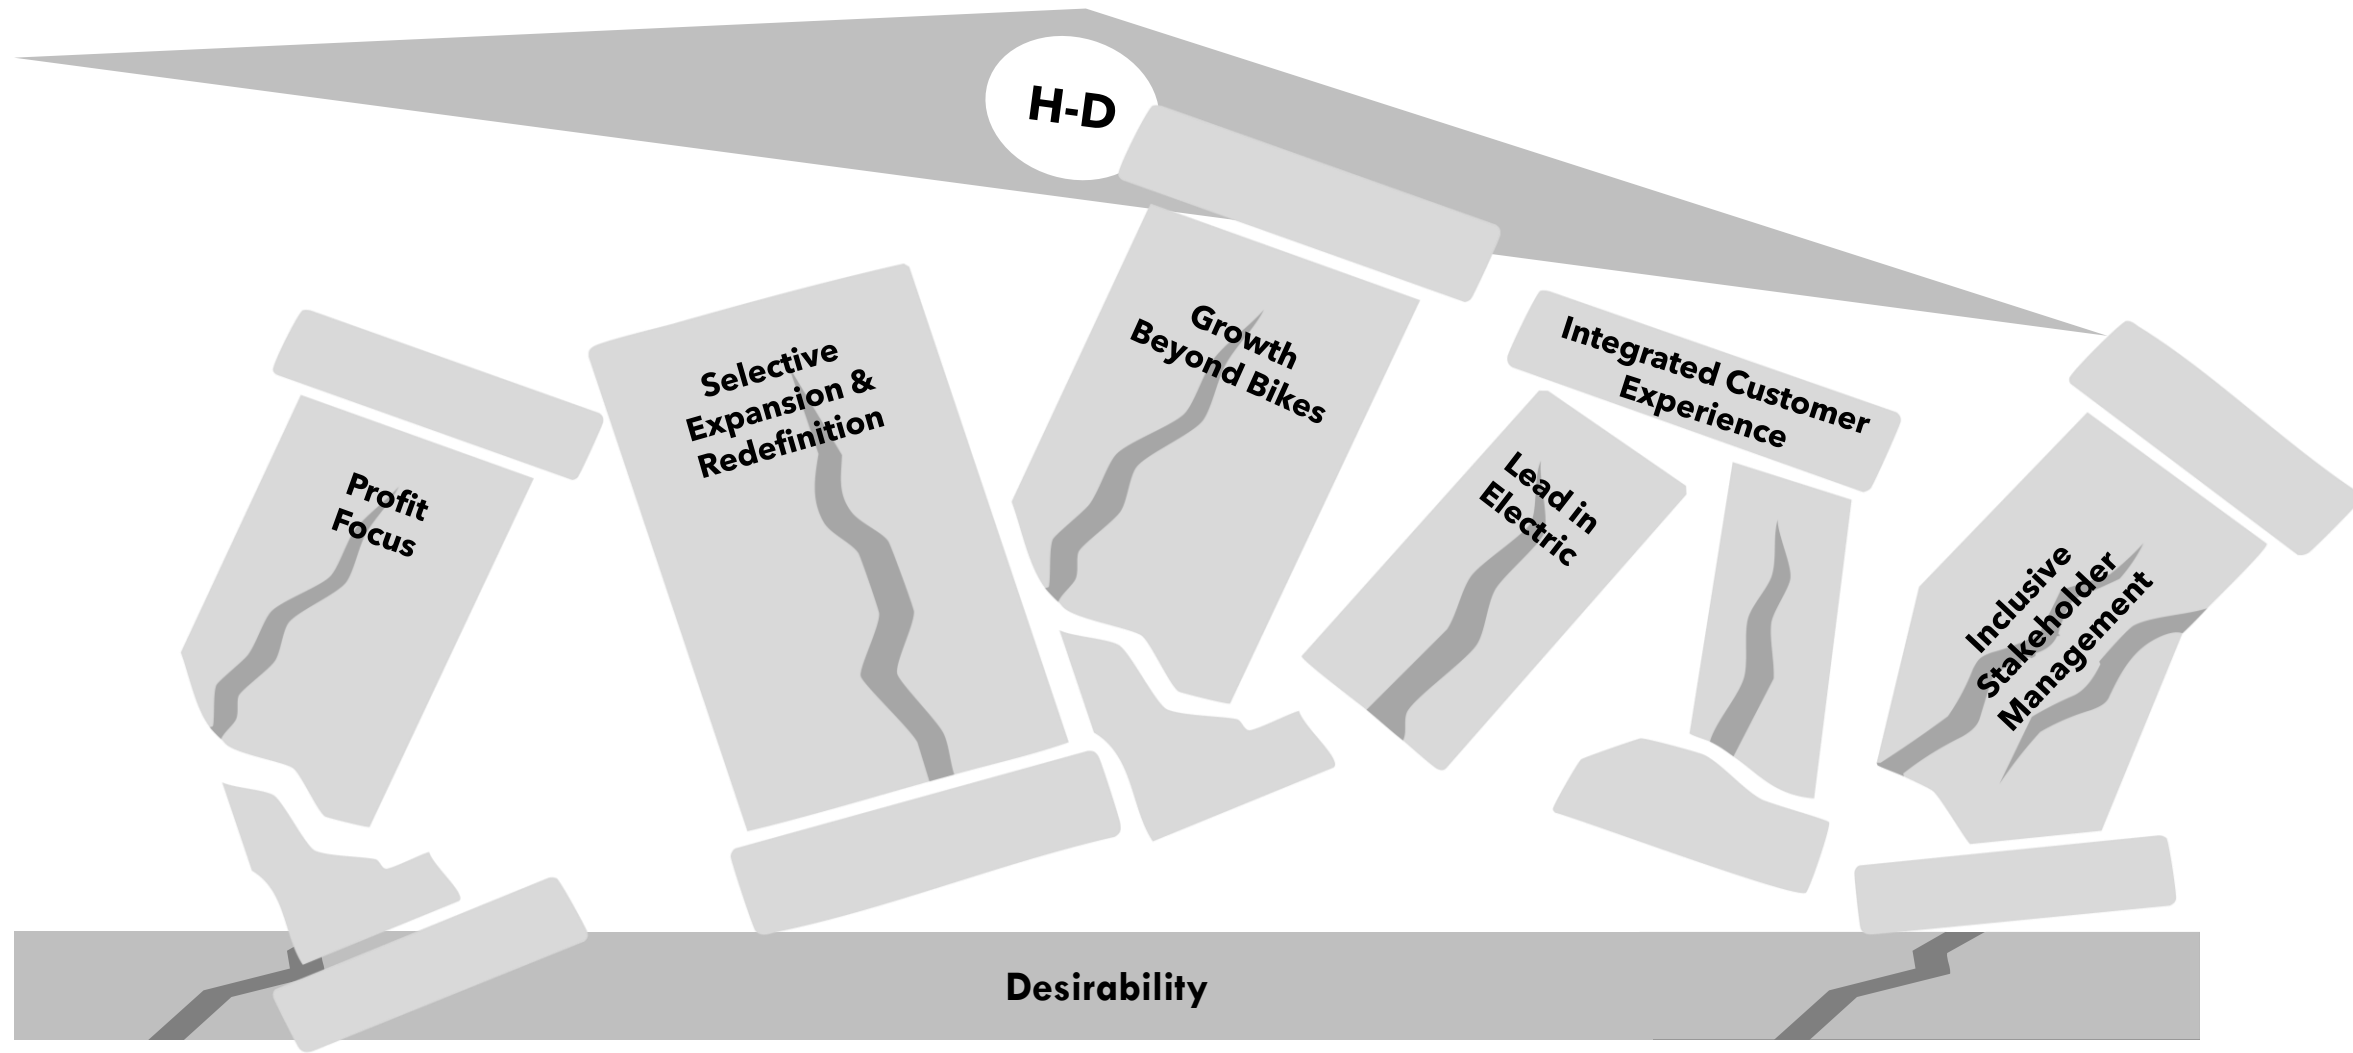 H-D
Profit
Focus
Selective
Expansion &
Redefinition
Growth
Beyond Bikes
Lead in
Electric
Integrated Customer
Experience
Inclusive
Stakeholder
Management
Desirability